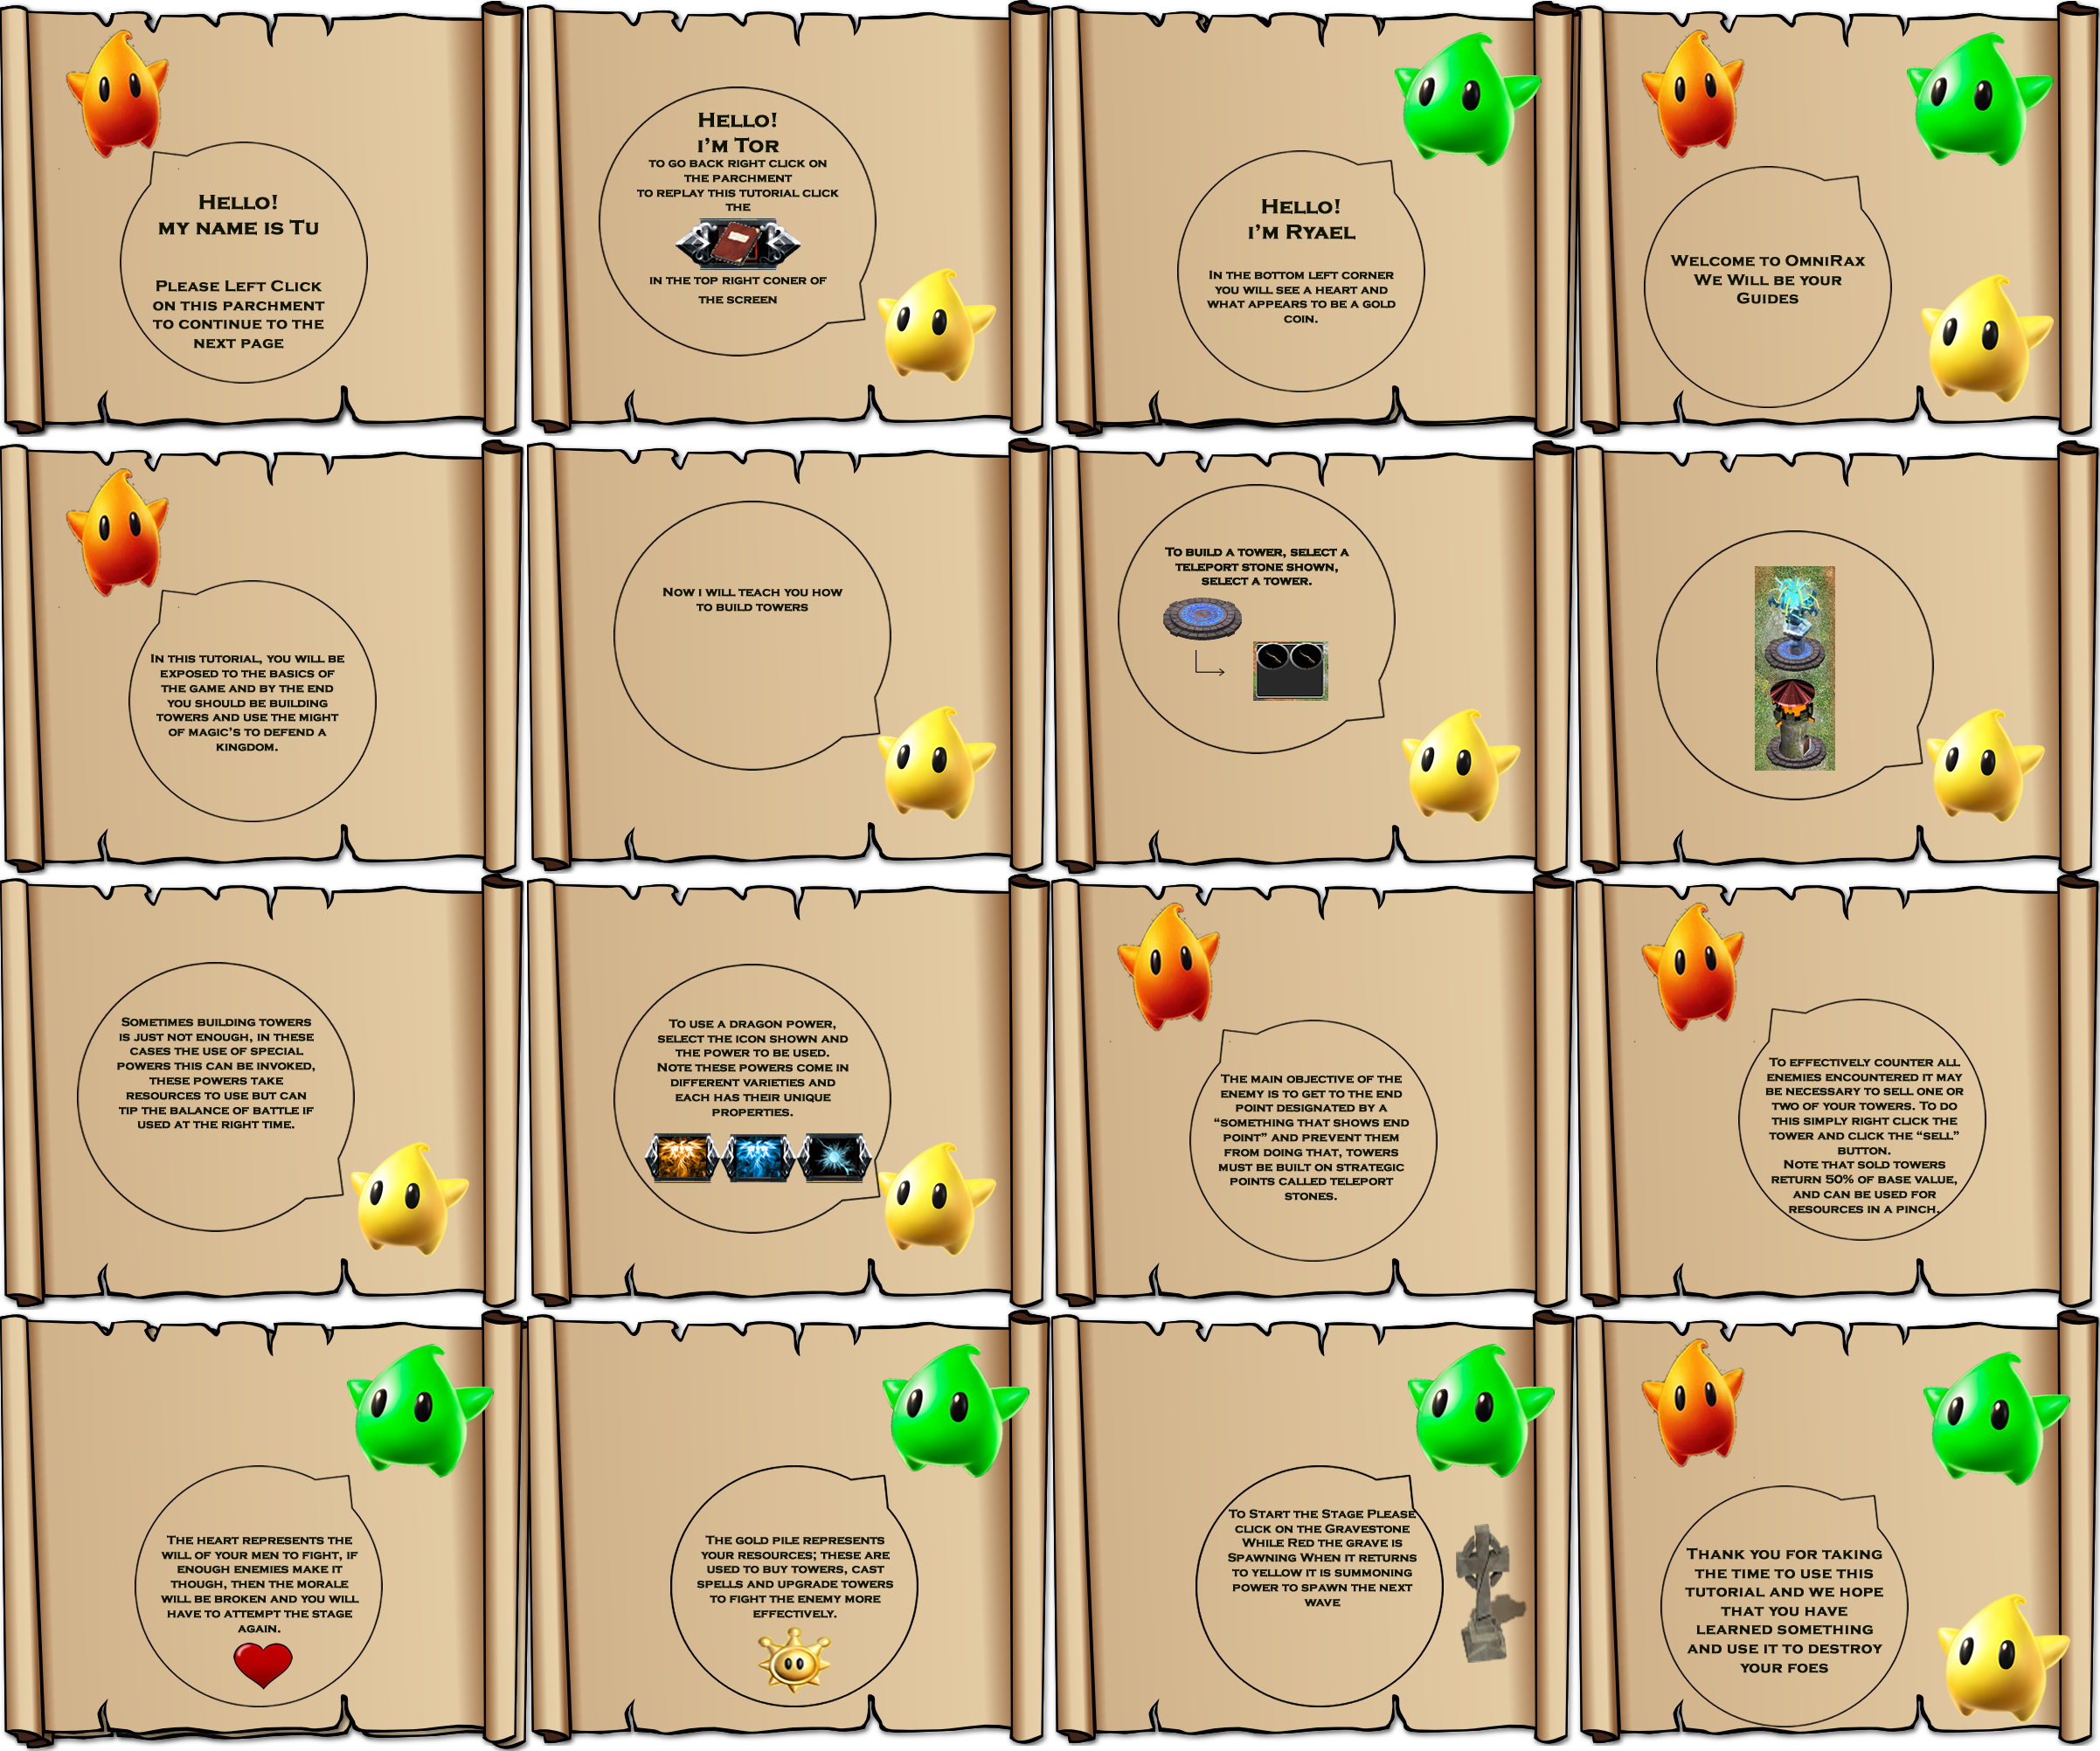 Hello!
my name is Tu
Please Left Click
on this parchment
to continue to the
next page
Hello!
i'm Tor
to go back right click on
the parchment
to replay this tutorial click
the
in the top right coner of
the screen
Hello!
i'm Ryael
In the bottom left corner
you will see a heart and
what appears to be a gold
coin.
Welcome to OmniRax
We Will be your
Guides
In this tutorial, you will be
exposed to the basics of
the game and by the end
you should be building
towers and use the might
of magic's to defend a
kingdom.
Now i will teach you how
to build towers
To build a tower, select a
teleport stone shown,
select a tower.
Sometimes building towers
is just not enough, in these
cases the use of special
powers this can be invoked,
these powers take
resources to use but can
tip the balance of battle if
used at the right time.
To use a dragon power,
select the icon shown and
the power to be used.
Note these powers come in
different varieties and
each has their unique
properties.
The main objective of the
enemy is to get to the end
point designated by a
"something that shows end
point" and prevent them
from doing that, towers
must be built on strategic
points called teleport
stones.
To effectively counter all
enemies encountered it may
be necessary to sell one or
two of your towers. To do
this simply right click the
tower and click the "sell"
button.
Note that sold towers
return 50% of base value,
and can be used for
resources in a pinch.
The heart represents the
will of your men to fight, if
enough enemies make it
though, then the morale
will be broken and you will
have to attempt the stage
again.
The gold pile represents
your resources; these are
used to buy towers, cast
spells and upgrade towers
to fight the enemy more
effectively.
To Start the Stage Please
click on the Gravestone
While Red the grave is
Spawning When it returns
to yellow it is summoning
power to spawn the next
wave
Thank you for taking
the time to use this
tutorial and we hope
that you have
learned something
and use it to destroy
your foes